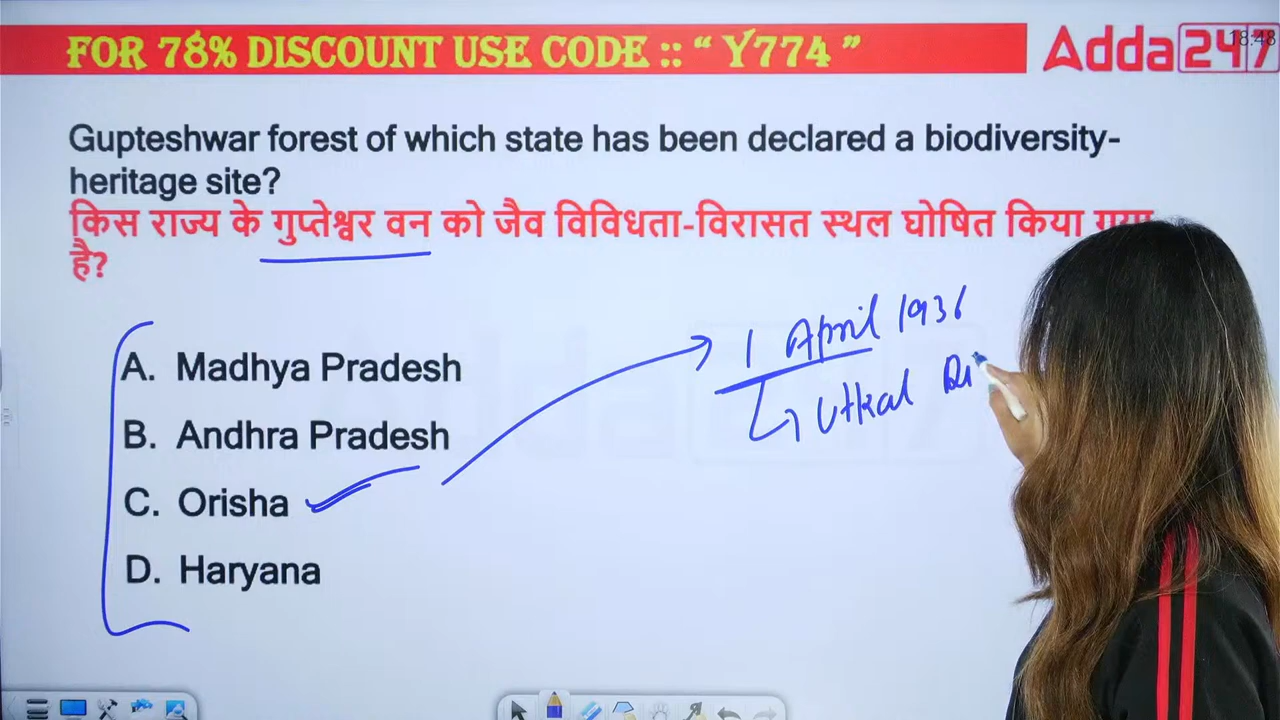 FOR 78% DISCOUNT USE CODE :: “ Y774 ”
Adda247
18:48
Gupteshwar forest of which state has been declared a biodiversity-
heritage site?
किस राज्य के गुप्तेश्वर वन को जैव विविधता-विरासत स्थल घोषित किया गया
है?
1 April 1936
Utkal
A. Madhya Pradesh
B. Andhra Pradesh
C. Orisha
D. Haryana